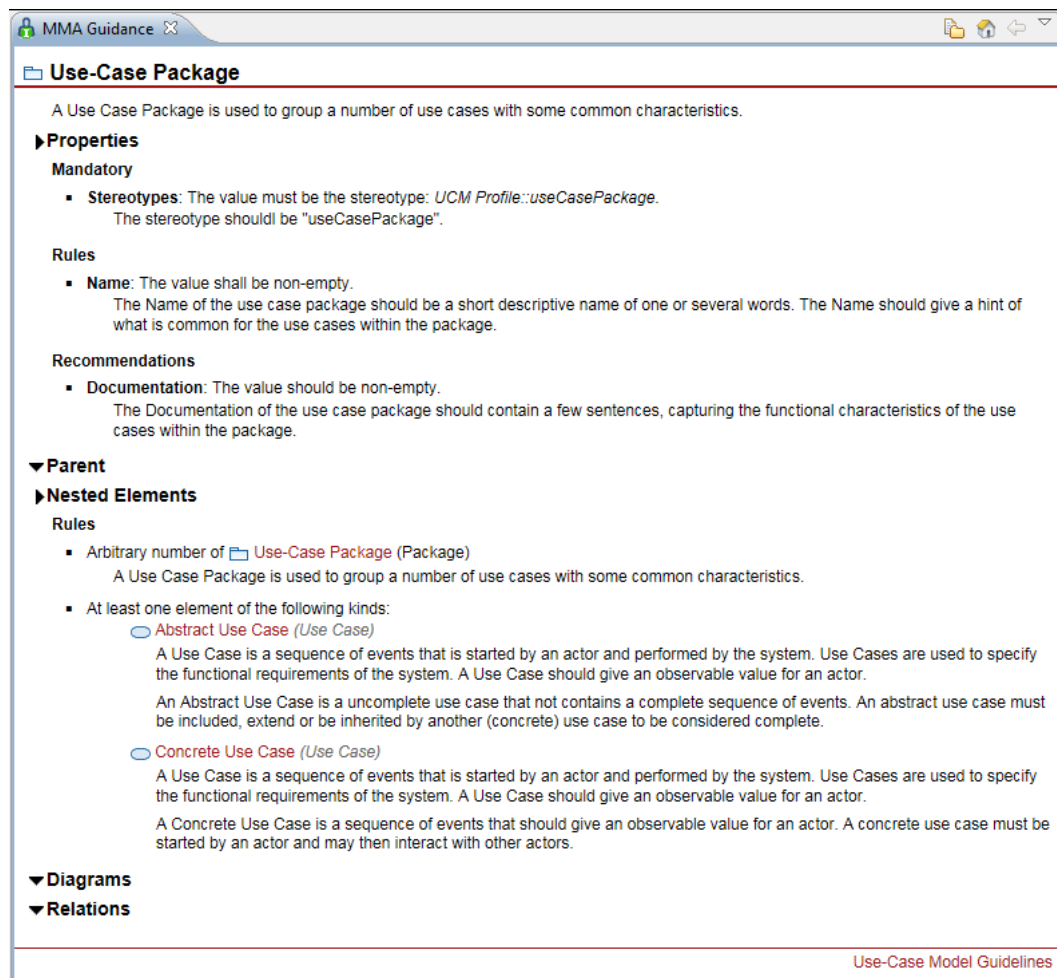 MMA Guidance
Use-Case Package
A Use Case Package is used to group a number of use cases with some common characteristics.
Properties
Mandatory
Stereotypes: The value must be the stereotype: UCM Profile::useCasePackage.
The stereotype shouldl be "useCasePackage".
Rules
Name: The value shall be non-empty.
The Name of the use case package should be a short descriptive name of one or several words. The Name should give a hint of
what is common for the use cases within the package.
Recommendations
Documentation: The value should be non-empty.
The Documentation of the use case package should contain a few sentences, capturing the functional characteristics of the use
cases within the package.
Parent
Nested Elements
Rules
Arbitrary number of Use-Case Package (Package)
A Use Case Package is used to group a number of use cases with some common characteristics.
At least one element of the following kinds:
Abstract Use Case (Use Case)
A Use Case is a sequence of events that is started by an actor and performed by the system. Use Cases are used to specify
the functional requirements of the system. A Use Case should give an observable value for an actor.
An Abstract Use Case is a uncomplete use case that not contains a complete sequence of events. An abstract use case must
be included, extend or be inherited by another (concrete) use case to be considered complete.
Concrete Use Case (Use Case)
A Use Case is a sequence of events that is started by an actor and performed by the system. Use Cases are used to specify
the functional requirements of the system. A Use Case should give an observable value for an actor.
A Concrete Use Case is a sequence of events that should give an observable value for an actor. A concrete use case must be
started by an actor and may then interact with other actors.
Diagrams
Relations
Use-Case Model Guidelines